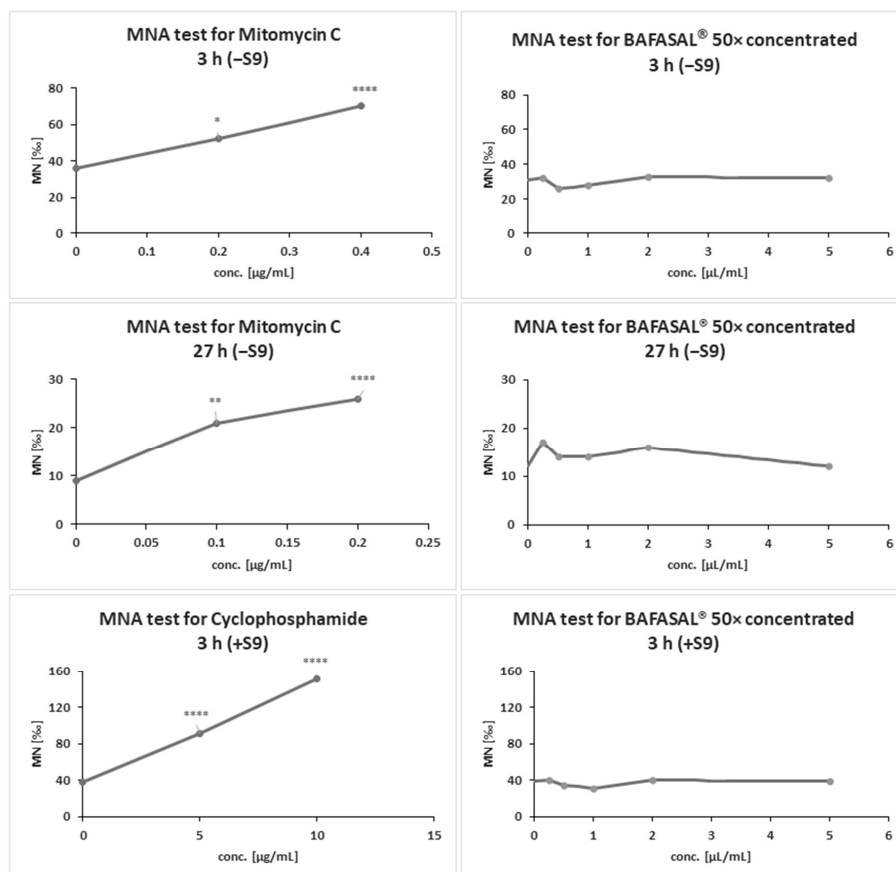 MNA test for Mitomycin C
3 h (−S9)
MN [‰]
80
60
40
20
0
*
****
0
0.1
0.2
0.3
0.4
0.5
conc. [µg/mL]
MNA test for BAFASAL® 50× concentrated
3 h (−S9)
MN [‰]
80
60
40
20
0
0
1
2
3
4
5
6
conc. [µL/mL]
MNA test for Mitomycin C
27 h (−S9)
MN [‰]
30
20
10
0
**
****
0
0.05
0.1
0.15
0.2
0.25
conc. [µg/mL]
MNA test for BAFASAL® 50× concentrated
27 h (−S9)
MN [‰]
30
20
10
0
0
1
2
3
4
5
6
conc. [µL/mL]
MNA test for Cyclophosphamide
3 h (+S9)
MN [‰]
160
120
80
40
0
****
****
0
5
10
15
conc. [µg/mL]
MNA test for BAFASAL® 50× concentrated
3 h (+S9)
MN [‰]
160
120
80
40
0
0
1
2
3
4
5
6
conc. [µL/mL]